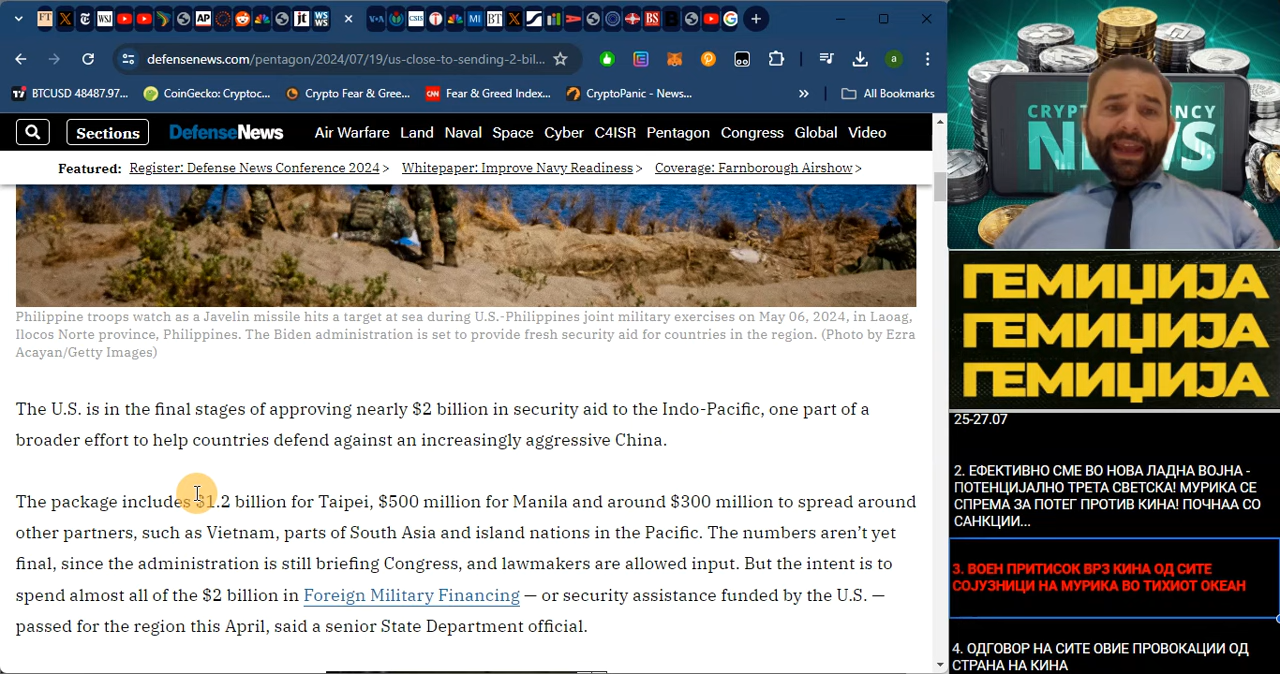 FT
WSJ
AP
jt
WS
WS
VOA
CSIS
MI
BT
BS
defensenews.com/pentagon/2024/07/19/us-close-to-sending-2-bil...
a
BTCUSD 48487.97...
CoinGecko: Cryptoc...
Crypto Fear & Gree...
CNN
Fear & Greed Index...
CryptoPanic - News...
»
All Bookmarks
Sections
DefenseNews
Air Warfare
Land
Naval
Space
Cyber
C4ISR
Pentagon
Congress
Global
Video
Featured:
Register: Defense News Conference 2024 >
Whitepaper: Improve Navy Readiness >
Coverage: Farnborough Airshow >
Philippine troops watch as a Javelin missile hits a target at sea during U.S.-Philippines joint military exercises on May 06, 2024, in Laoag,
Ilocos Norte province, Philippines. The Biden administration is set to provide fresh security aid for countries in the region. (Photo by Ezra
Acayan/Getty Images)
The U.S. is in the final stages of approving nearly $2 billion in security aid to the Indo-Pacific, one part of a
broader effort to help countries defend against an increasingly aggressive China.
The package includes $1.2 billion for Taipei, $500 million for Manila and around $300 million to spread around
other partners, such as Vietnam, parts of South Asia and island nations in the Pacific. The numbers aren’t yet
final, since the administration is still briefing Congress, and lawmakers are allowed input. But the intent is to
spend almost all of the $2 billion in Foreign Military Financing — or security assistance funded by the U.S. —
passed for the region this April, said a senior State Department official.
NEWS
ГЕМИЏИЈА
ГЕМИЏИЈА
ГЕМИЏИЈА
25-27.07
2. ЕФЕКТИВНО СМЕ ВО НОВА ЛАДНА ВОЈНА -
ПОТЕНЦИЈАЛНО ТРЕТА СВЕТСКА! МУРИКА СЕ
СПРЕМА ЗА ПОТЕГ ПРОТИВ КИНА! ПОЧНАА СО
САНКЦИИ...
3. ВОЕН ПРИТИСОК ВРЗ КИНА ОД СИТЕ
СОЈУЗНИЦИ НА МУРИКА ВО ТИХИОТ ОКЕАН
4. ОДГОВОР НА СИТЕ ОВИЕ ПРОВОКАЦИИ ОД
СТРАНА НА КИНА